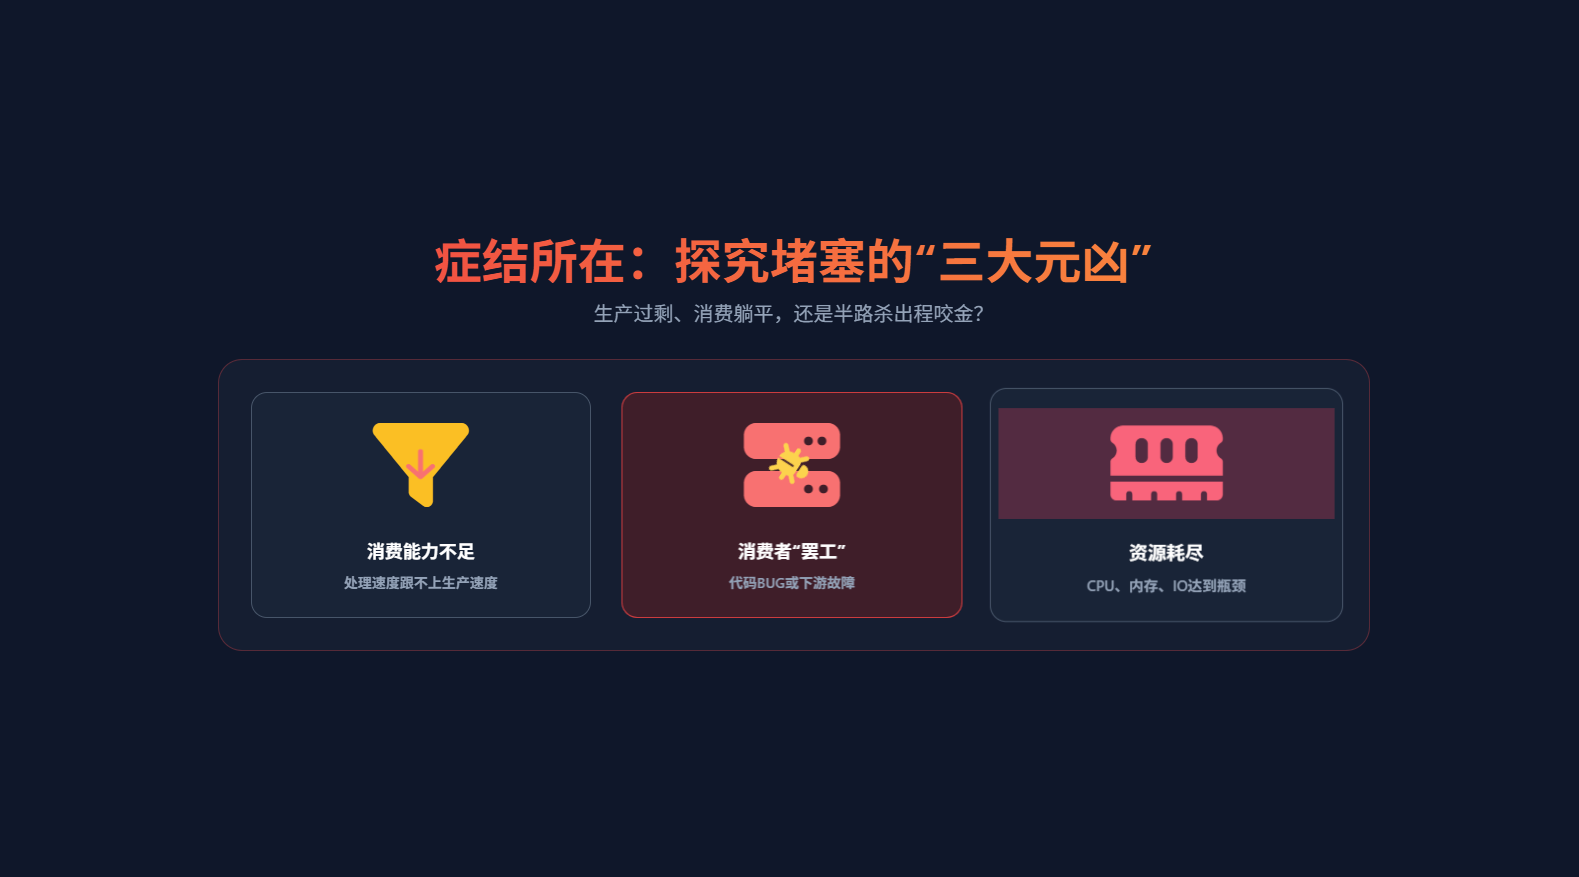 症结所在：探究堵塞的“三大元凶”
生产过剩、消费躺平，还是半路杀出程咬金？
消费能力不足
处理速度跟不上生产速度
消费者“罢工”
代码BUG或下游故障
资源耗尽
CPU、内存、IO达到瓶颈